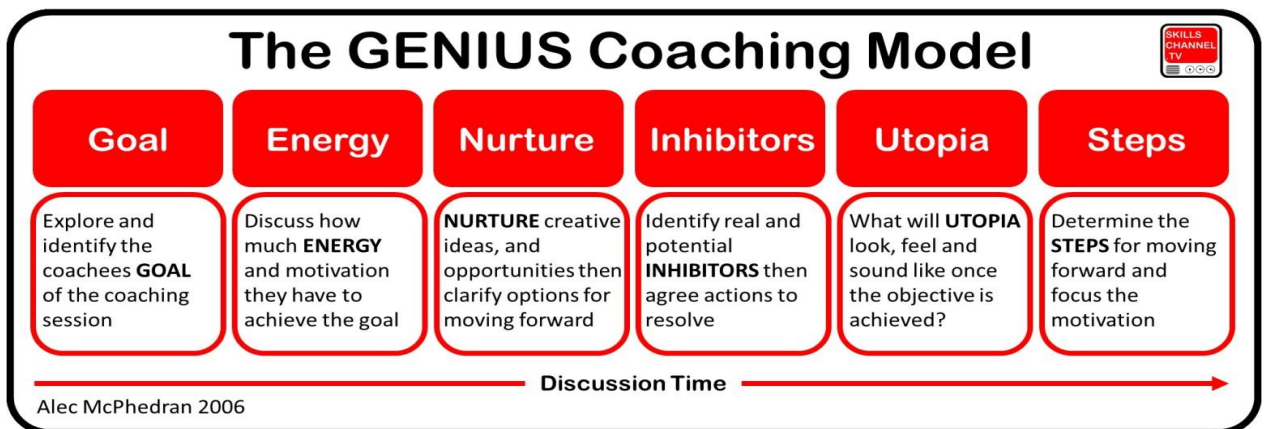 The GENIUS Coaching Model
SKILLS
CHANNEL
.TV
Goal
Energy
Nurture
Inhibitors
Utopia
Steps
Explore and
identify the
coachees GOAL
of the coaching
session
Discuss how
much ENERGY
and motivation
they have to
achieve the goal
NURTURE creative
ideas, and
opportunities then
clarify options for
moving forward
Identify real and
potential
INHIBITORS then
agree actions to
resolve
What will UTOPIA
look, feel and
sound like once
the objective is
achieved?
Determine the
STEPS for moving
forward and
focus the
motivation
Discussion Time
Alec McPhedran 2006